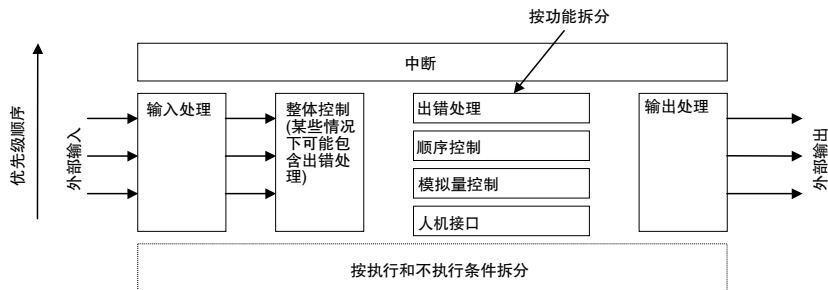 按功能拆分
中断
优先级顺序
外部输入
输入处理
整体控制
(某些情况
下可能包
含出错处
理)
出错处理
顺序控制
模拟量控制
人机接口
输出处理
外部输出
按执行和不执行条件拆分